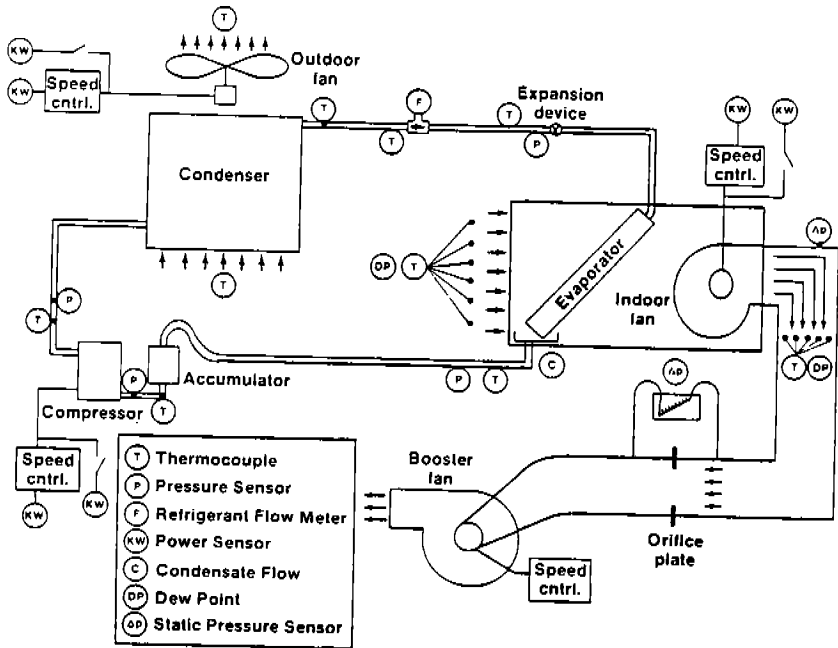 T
Outdoor
fan
KW
KW
Speed
cntrl.
T
F
T
T
P
Expansion
device
KW
KW
Speed
cntrl.
Condenser
T
DP
T
Evaporator
Indoor
fan
ΔP
T
DP
P
T
Accumulator
Compressor
P
T
P
T
C
ΔP
Speed
cntrl.
KW
KW
Booster
fan
Orifice
plate
Speed
cntrl.
T Thermocouple
P Pressure Sensor
F Refrigerant Flow Meter
KW Power Sensor
C Condensate Flow
DP Dew Point
ΔP Static Pressure Sensor